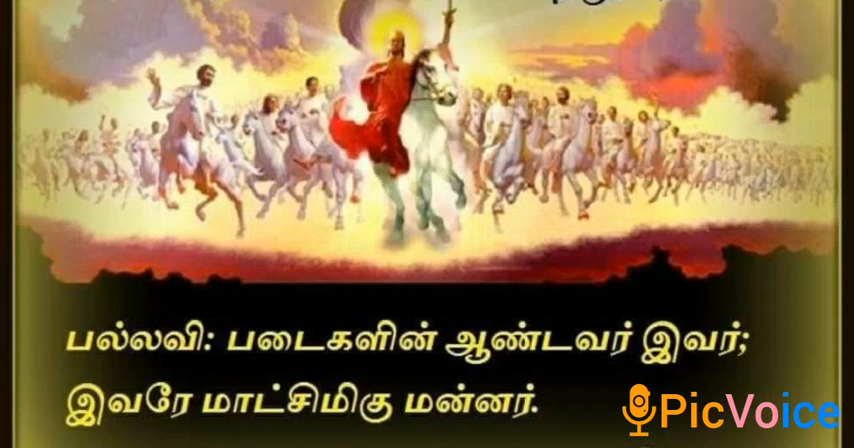 பல்லவி: படைகளின் ஆண்டவர் இவர்;
இவரே மாட்சிமிகு மன்னர்.
PicVoice